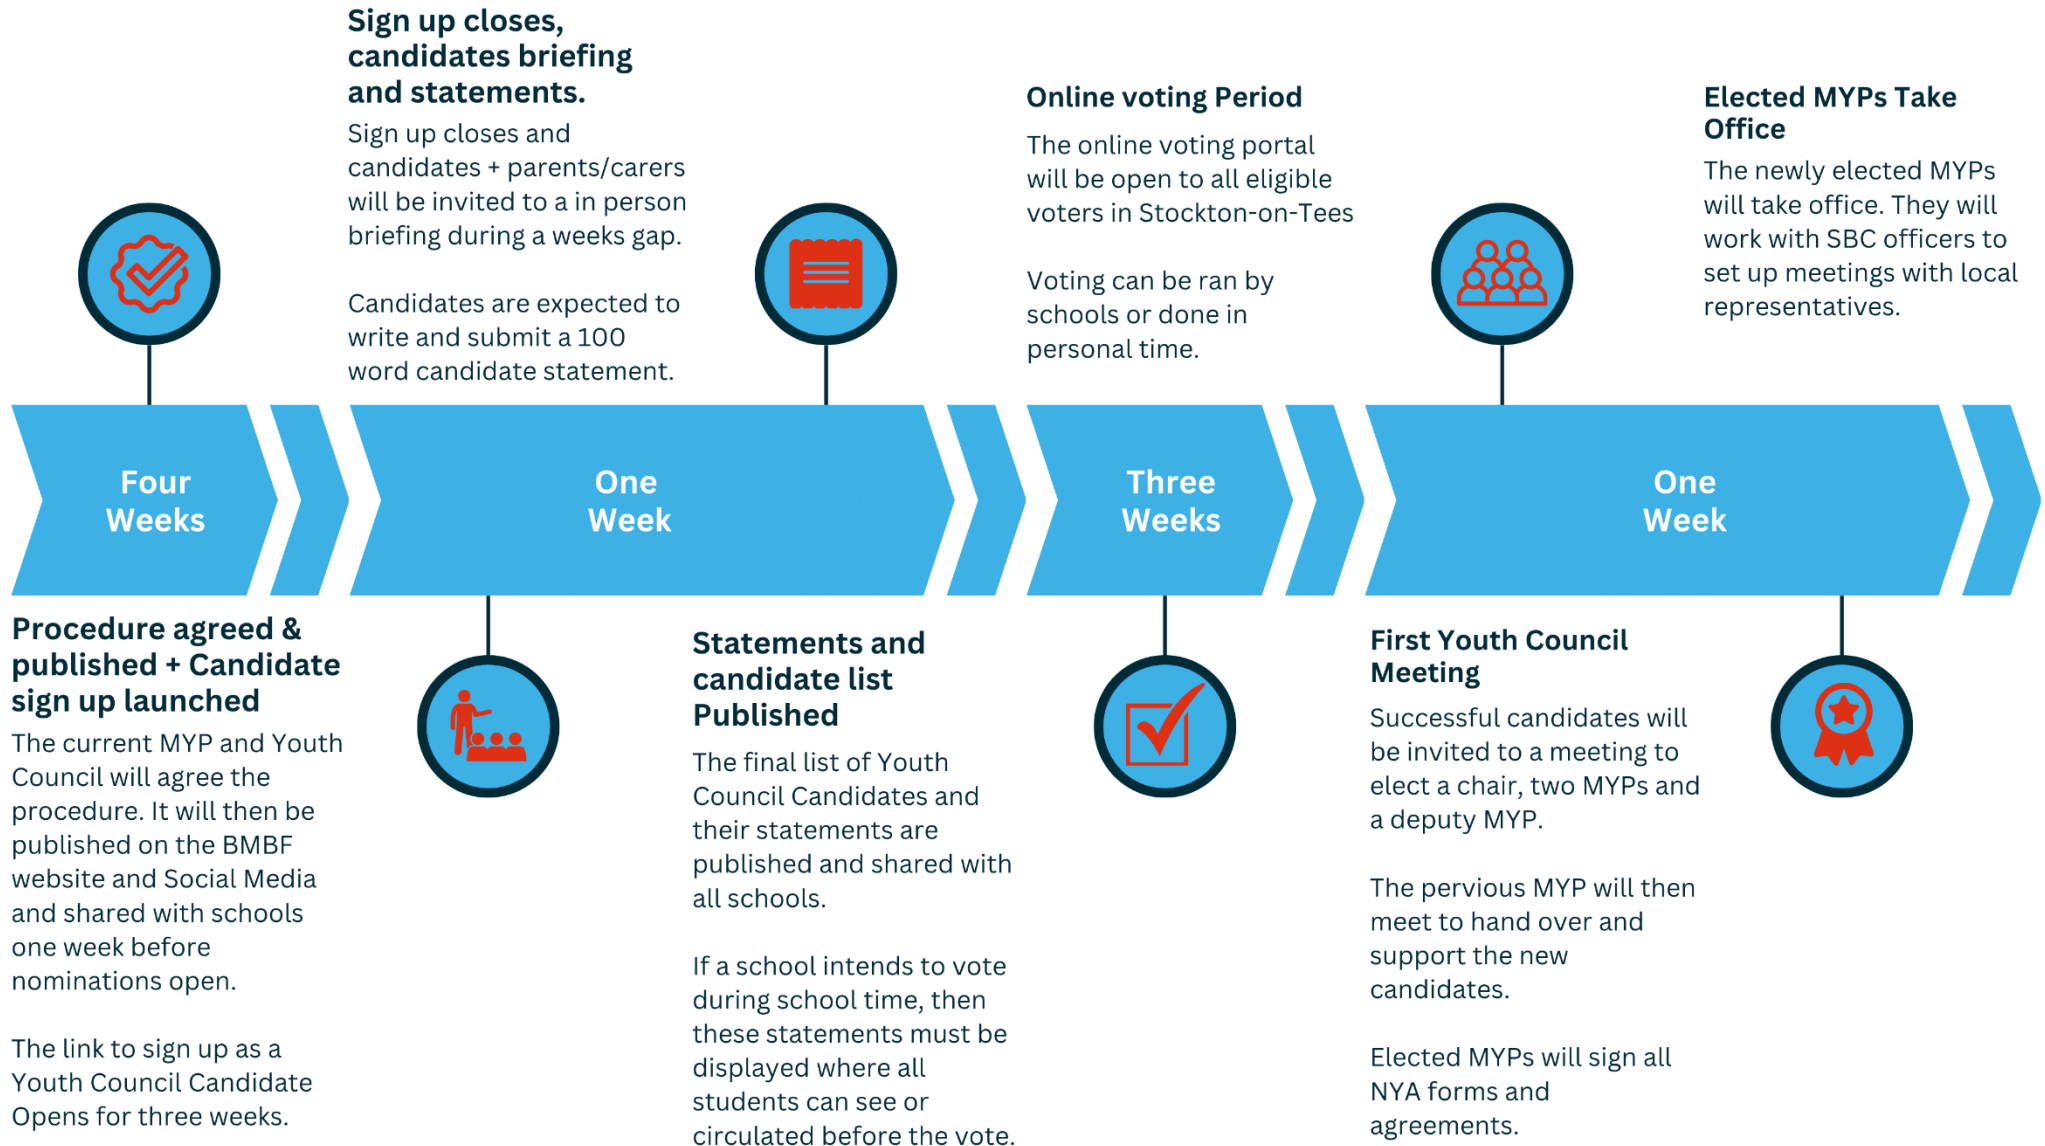 Sign up closes,
candidates briefing
and statements.
Sign up closes and
candidates + parents/carers
will be invited to a in person
briefing during a weeks gap.
Candidates are expected to
write and submit a 100
word candidate statement.
Online voting Period
The online voting portal
will be open to all eligible
voters in Stockton-on-Tees
Voting can be ran by
schools or done in
personal time.
Elected MYPs Take
Office
The newly elected MYPs
will take office. They will
work with SBC officers to
set up meetings with local
representatives.
Four
Weeks
One
Week
Three
Weeks
One
Week
Procedure agreed &
published + Candidate
sign up launched
The current MYP and Youth
Council will agree the
procedure. It will then be
published on the BMBF
website and Social Media
and shared with schools
one week before
nominations open.
The link to sign up as a
Youth Council Candidate
Opens for three weeks.
Statements and
candidate list
Published
The final list of Youth
Council Candidates and
their statements are
published and shared with
all schools.
If a school intends to vote
during school time, then
these statements must be
displayed where all
students can see or
circulated before the vote.
First Youth Council
Meeting
Successful candidates will
be invited to a meeting to
elect a chair, two MYPs and
a deputy MYP.
The pervious MYP will then
meet to hand over and
support the new
candidates.
Elected MYPs will sign all
NYA forms and
agreements.